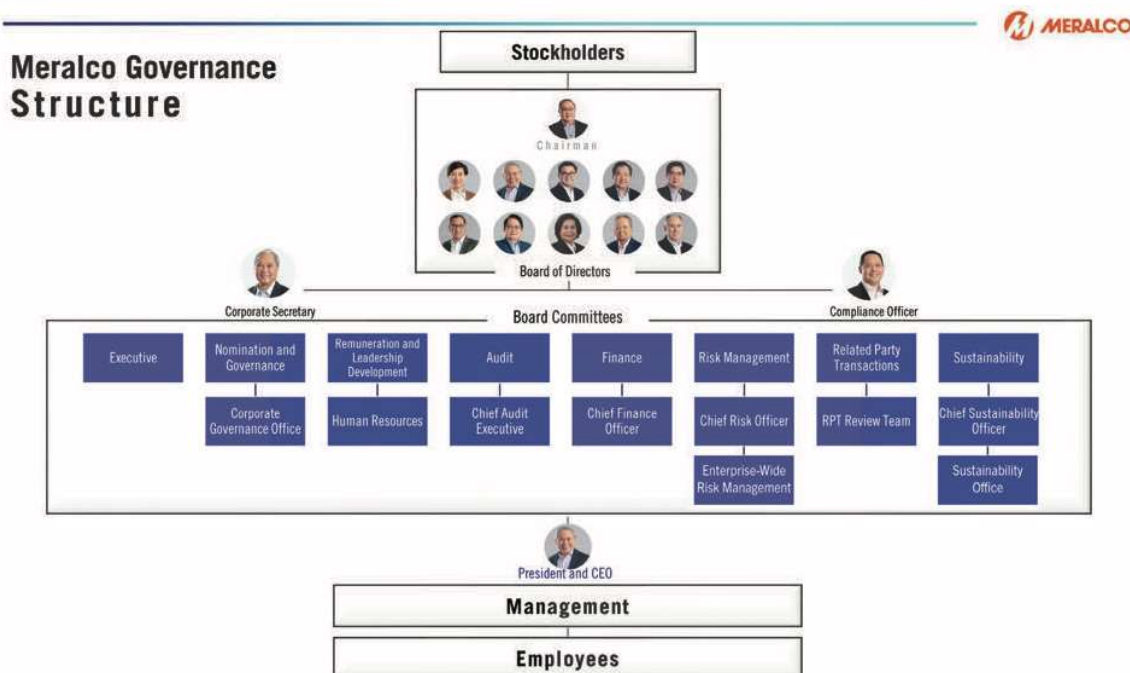 MERALCO
Meralco Governance
Structure
Stockholders
Chairman
Board of Directors
Corporate Secretary
Compliance Officer
Board Committees
Executive
Nomination and
Governance
Remuneration and
Leadership
Development
Audit
Finance
Risk Management
Related Party
Transactions
Sustainability
Corporate
Governance Office
Human Resources
Chief Audit
Executive
Chief Finance
Officer
Chief Risk Officer
RPT Review Team
Chief Sustainability
Officer
Enterprise-Wide
Risk Management
Sustainability
Office
President and CEO
Management
Employees